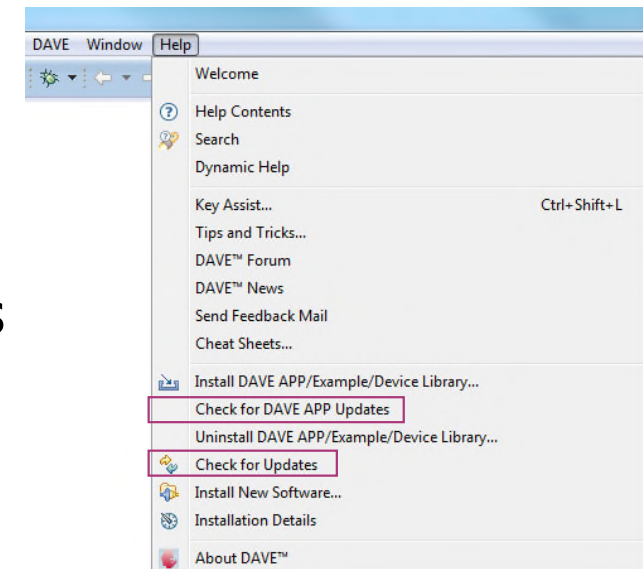 DAVE Window Help
Welcome
Help Contents
Search
Dynamic Help
Key Assist... Ctrl+Shift+L
Tips and Tricks...
DAVE™ Forum
DAVE™ News
Send Feedback Mail
Cheat Sheets...
s
Install DAVE APP/Example/Device Library...
Check for DAVE APP Updates
Uninstall DAVE APP/Example/Device Library...
Check for Updates
Install New Software...
Installation Details
About DAVE™